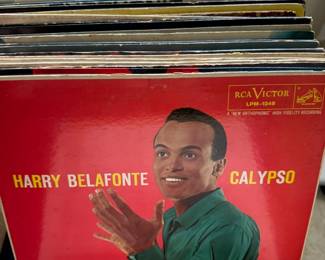 RCA VICTOR
LPM-1248
A "NEW ORTHOPHONIC" HIGH FIDELITY RECORDING
HARRY BELAFONTE CALYPSO